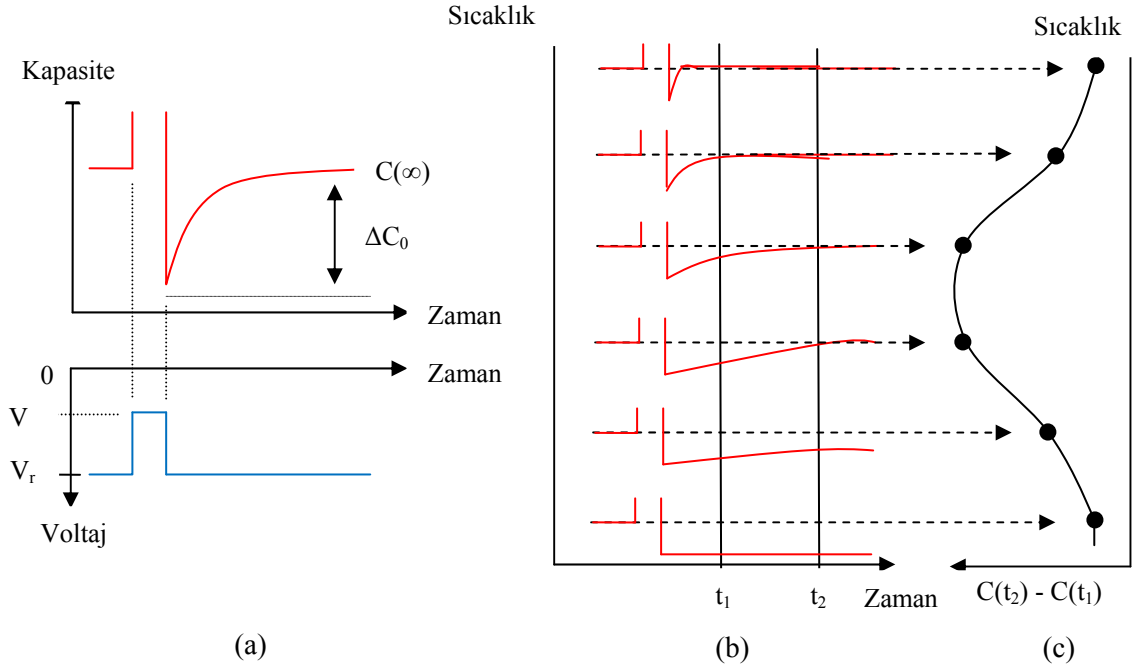 Kapasite
C(∞)
ΔC₀
Zaman
0
Zaman
V
Vᵣ
Voltaj
(a)
Sıcaklık
t₁
t₂
Zaman
(b)
Sıcaklık
C(t₂) - C(t₁)
(c)